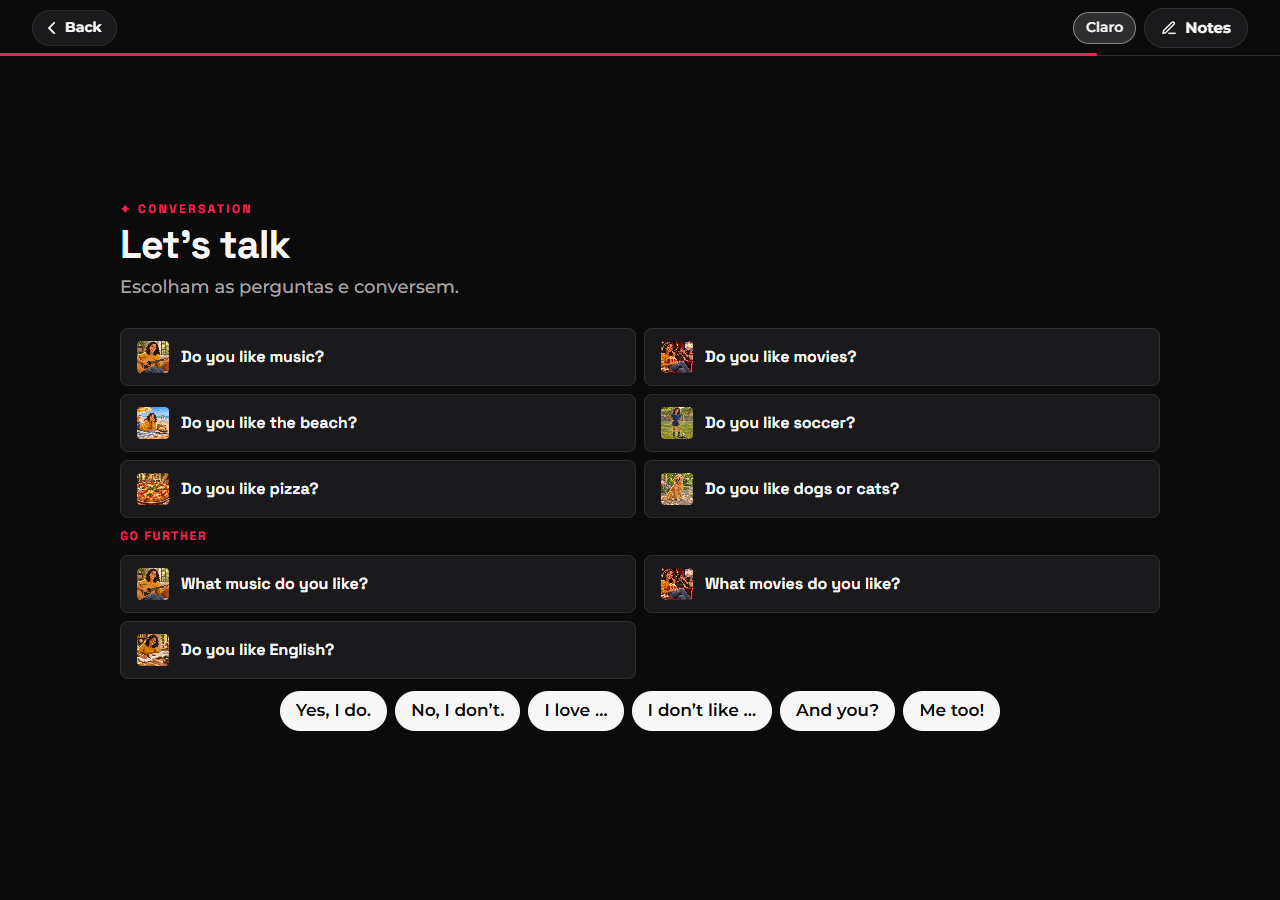 Back
Claro
Notes
✦ CONVERSATION
Let’s talk
Escolham as perguntas e conversem.
Do you like music?
Do you like movies?
Do you like the beach?
Do you like soccer?
Do you like pizza?
Do you like dogs or cats?
GO FURTHER
What music do you like?
What movies do you like?
Do you like English?
Yes, I do.
No, I don’t.
I love ...
I don’t like ...
And you?
Me too!